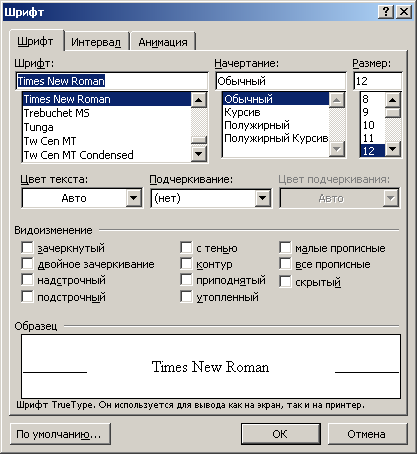 Шрифт
Шрифт Интервал Анимация
Шрифт: Начертание: Размер:
Times New Roman Обычный 12
Times New Roman Обычный 8
Trebuchet MS Курсив 9
Tunga Полужирный 10
Tw Cen MT Полужирный Курсив 11
Tw Cen MT Condensed 12
Цвет текста: Подчеркивание: Цвет подчеркивания:
Авто (нет) Авто
Видоизменение
зачеркнутый с тенью малые прописные
двойное зачеркивание контур все прописные
надстрочный приподнятый скрытый
подстрочный утопленный
Образец
Times New Roman
Шрифт TrueType. Он используется для вывода как на экран, так и на принтер.
По умолчанию... ОК Отмена